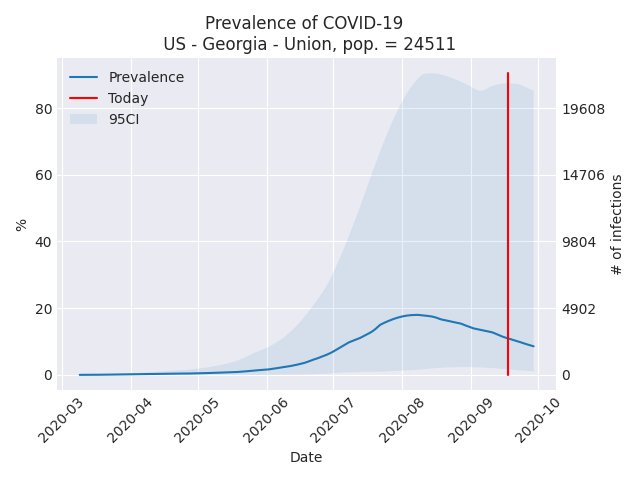 Prevalence of COVID-19
US - Georgia - Union, pop. = 24511
Prevalence
Today
95CI
%
80
60
40
20
0
19608
14706
9804
4902
0
# of infections
2020-03
2020-04
2020-05
2020-06
2020-07
2020-08
2020-09
2020-10
Date